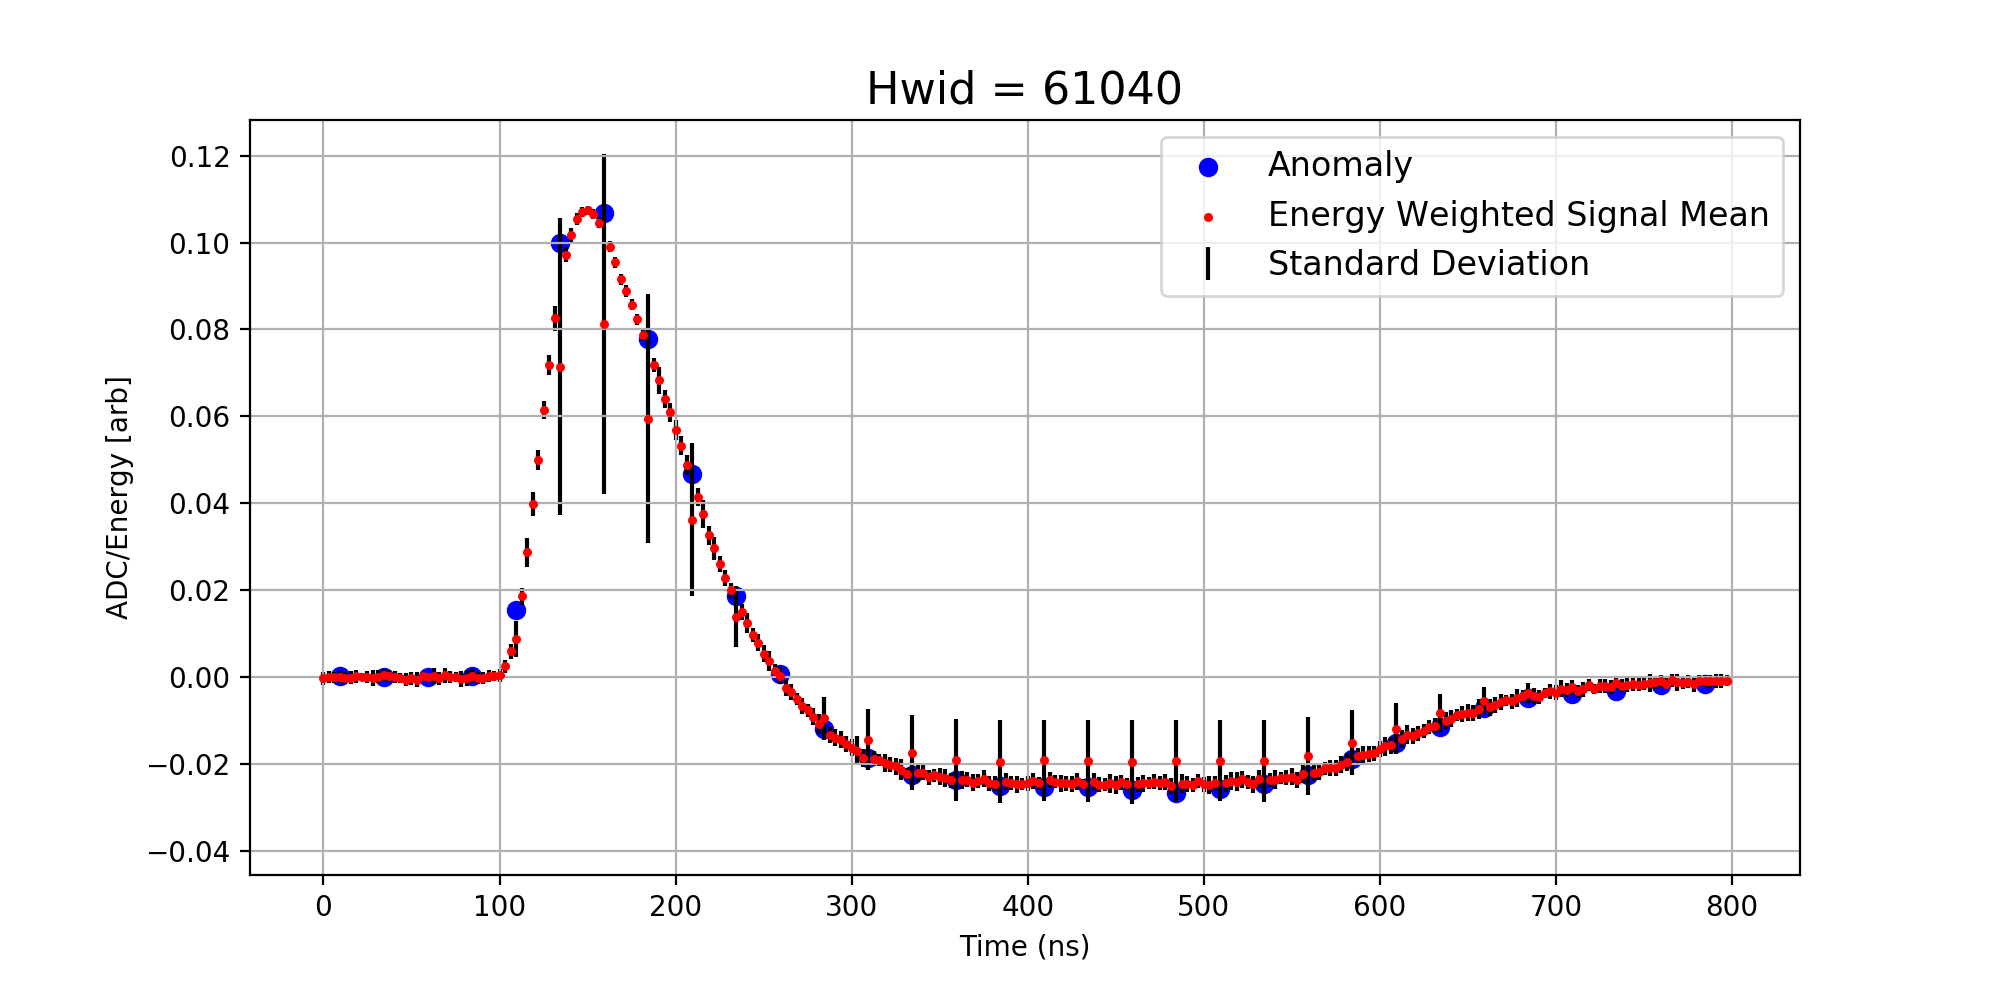 Hwid = 61040
Anomaly
Energy Weighted Signal Mean
Standard Deviation
0.12
0.10
0.08
0.06
0.04
0.02
0.00
−0.02
−0.04
ADC/Energy [arb]
0 100 200 300 400 500 600 700 800
Time (ns)